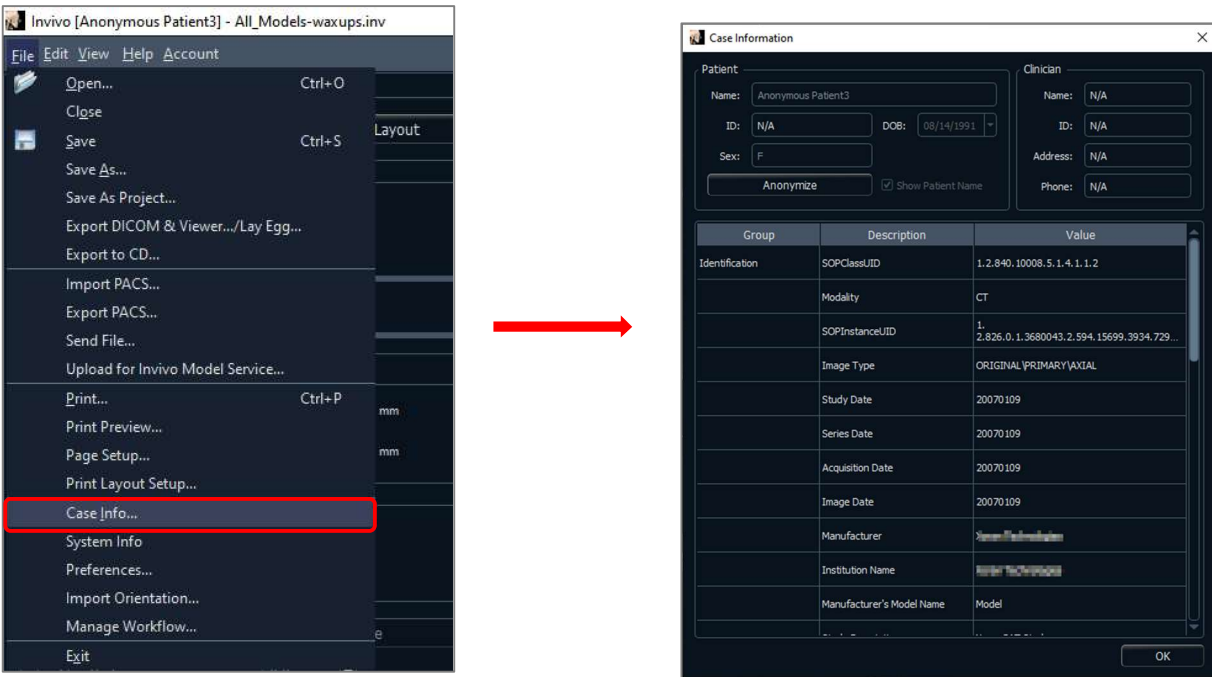 Invivo [Anonymous Patient3] - All_Models-waxups.inv
File Edit View Help Account
Open... Ctrl+O
Close
Save Ctrl+S
Save As...
Save As Project...
Export DICOM & Viewer.../Lay Egg...
Export to CD...
Import PACS...
Export PACS...
Send File...
Upload for Invivo Model Service...
Print... Ctrl+P
Print Preview...
Page Setup...
Print Layout Setup...
Case Info...
System Info
Preferences...
Import Orientation...
Manage Workflow...
Exit
Layout
mm
mm
e
Case Information
Patient
Name: Anonymous Patient3
ID: N/A DOB: 08/14/1991
Sex: F
Anonymize Show Patient Name
Clinician
Name: N/A
ID: N/A
Address: N/A
Phone: N/A
Group Description Value
Identification SOPClassUID 1.2.840.10008.5.1.4.1.1.2
Modality CT
SOPInstanceUID 1.
2.826.0.1.3680043.2.594.15699.3934.729...
Image Type ORIGINAL\PRIMARY\AXIAL
Study Date 20070109
Series Date 20070109
Acquisition Date 20070109
Image Date 20070109
Manufacturer
Institution Name
Manufacturer's Model Name Model
OK